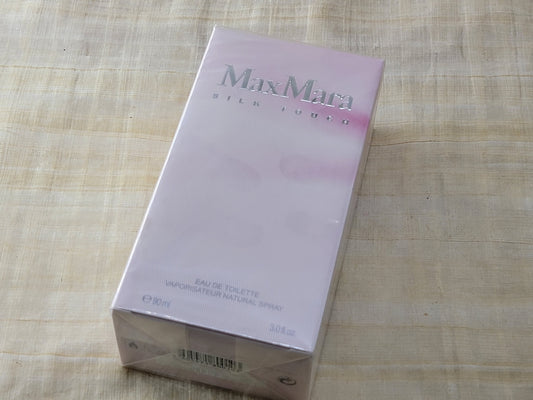 MaxMara
SILK TOUCH
EAU DE TOILETTE
VAPORISATEUR NATURAL SPRAY
℮ 90 ml 3.0 fl.oz